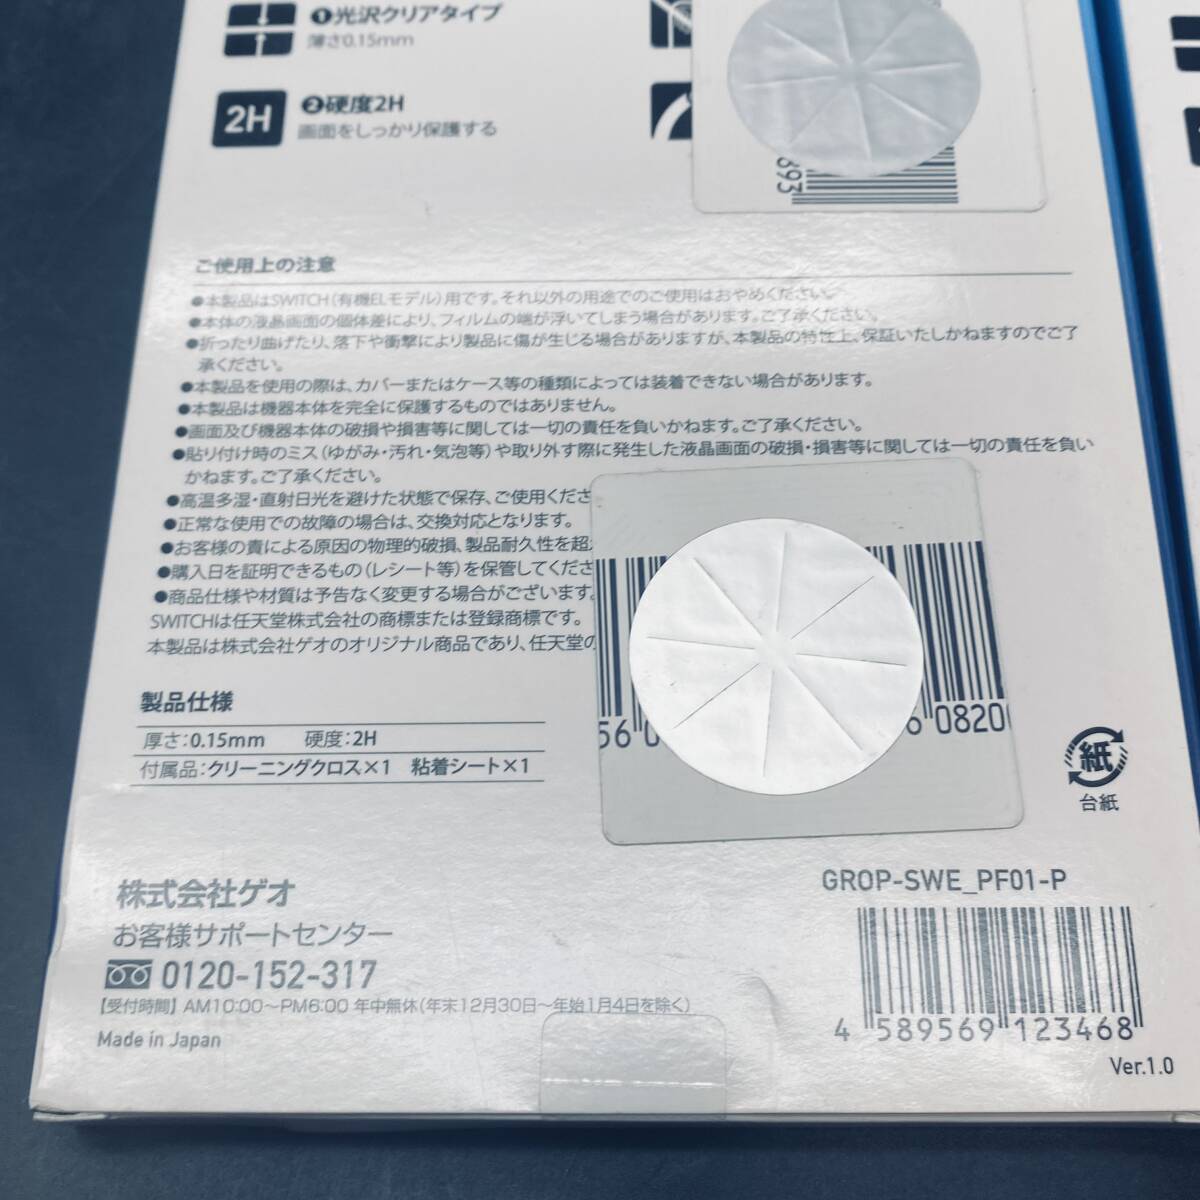 ❶光沢クリアタイプ
薄さ0.15mm
2H
❷硬度2H
画面をしっかり保護する
893
ご使用上の注意
●本製品はSWITCH（有機ELモデル）用です。それ以外の用途でのご使用はおやめください。
●本体の液晶画面の個体差により、フィルムの端が浮いてしまう場合があります。ご了承ください。
●折ったり曲げたり、落下や衝撃により製品に傷が生じる場合がありますが、本製品の特性上、保証いたしかねますのでご了
承ください。
●本製品を使用の際は、カバーまたはケース等の種類によっては装着できない場合があります。
●本製品は機器本体を完全に保護するものではありません。
●画面及び機器本体の破損や損害等に関しては一切の責任を負いかねます。ご了承ください。
●貼り付け時のミス（ゆがみ・汚れ・気泡等）や取り外す際に発生した液晶画面の破損・損害等に関しては一切の責任を負い
かねます。ご了承ください。
●高温多湿・直射日光を避けた状態で保存、ご使用くださ
●正常な使用での故障の場合は、交換対応となります。
●お客様の責による原因の物理的破損、製品耐久性を超
●購入日を証明できるもの（レシート等）を保管してくださ
●商品仕様や材質は予告なく変更する場合がございます。
SWITCHは任天堂株式会社の商標または登録商標です。
本製品は株式会社ゲオのオリジナル商品であり、任天堂の
56 0
6 0820
製品仕様
厚さ：0.15mm 硬度：2H
付属品：クリーニングクロス×1 粘着シート×1
紙
台紙
株式会社ゲオ
お客様サポートセンター
0120-152-317
【受付時間】AM10:00〜PM6:00 年中無休（年末12月30日〜年始1月4日を除く）
Made in Japan
GROP-SWE_PF01-P
4 589569 123468
Ver.1.0